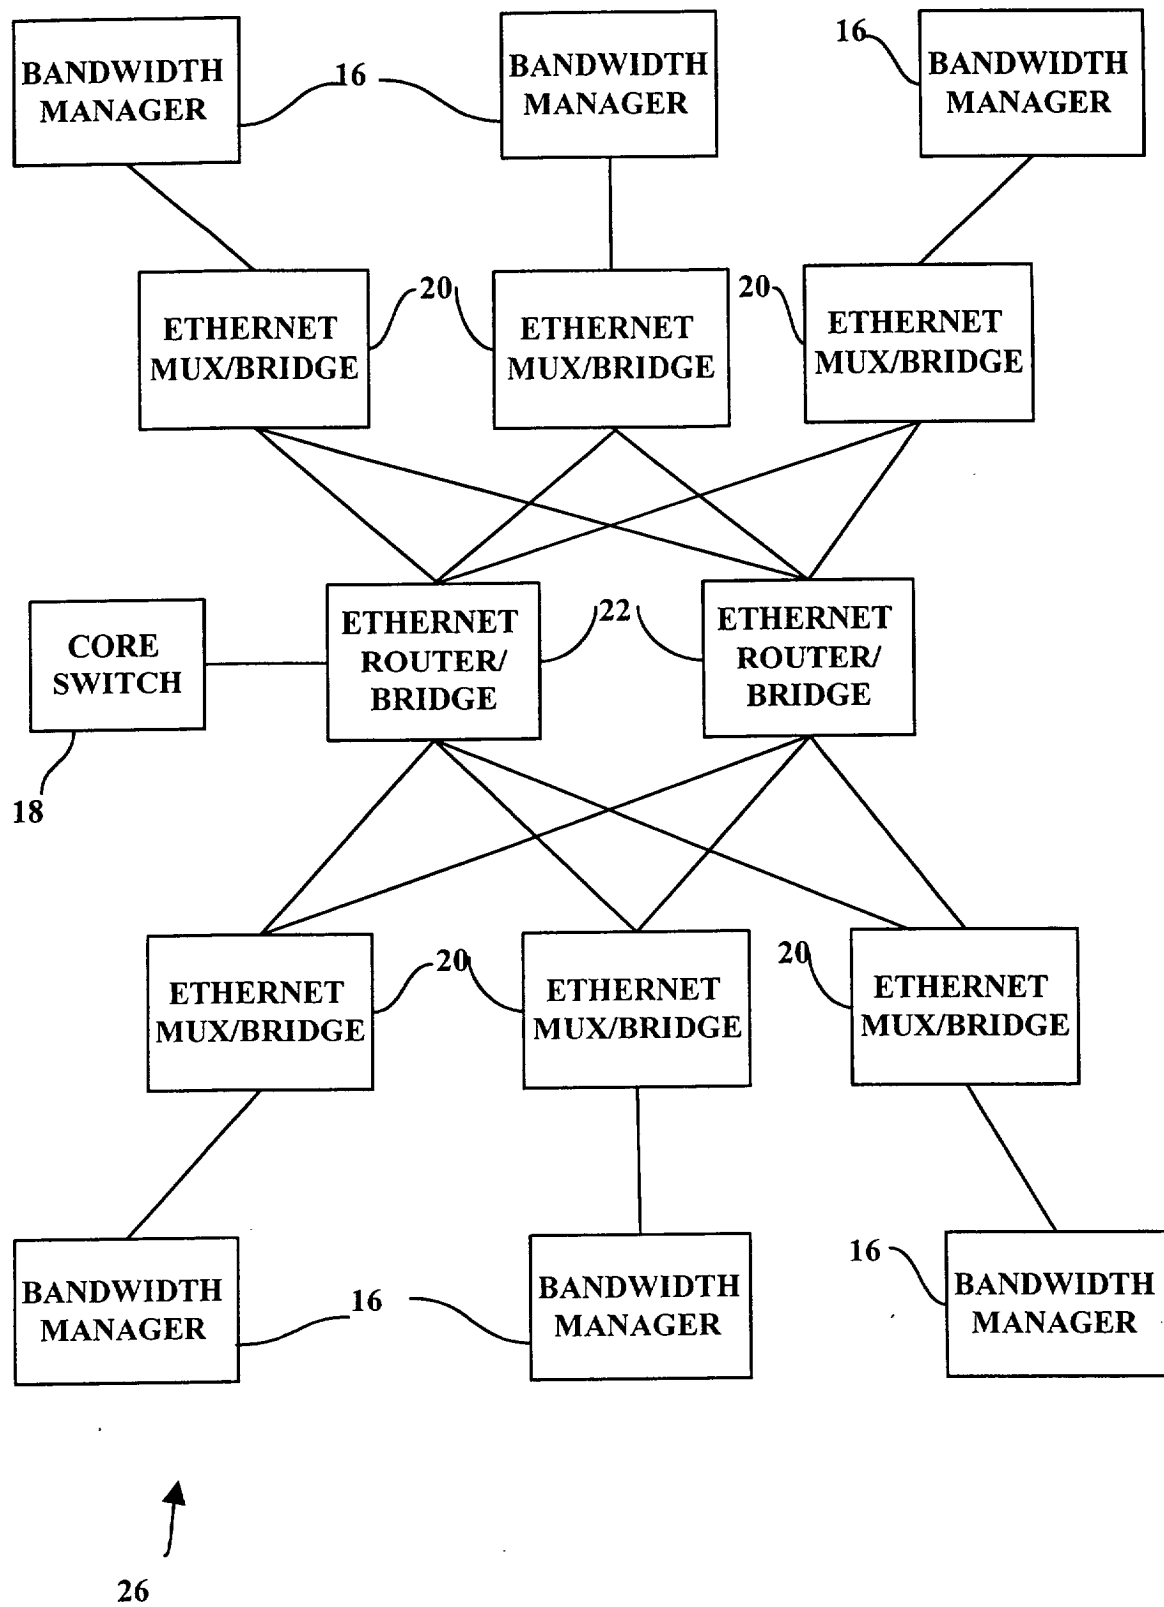 BANDWIDTH
MANAGER
16
BANDWIDTH
MANAGER
16
BANDWIDTH
MANAGER
ETHERNET
MUX/BRIDGE
20
ETHERNET
MUX/BRIDGE
20
ETHERNET
MUX/BRIDGE
CORE
SWITCH
18
ETHERNET
ROUTER/
BRIDGE
22
ETHERNET
ROUTER/
BRIDGE
ETHERNET
MUX/BRIDGE
20
ETHERNET
MUX/BRIDGE
20
ETHERNET
MUX/BRIDGE
BANDWIDTH
MANAGER
16
BANDWIDTH
MANAGER
16
BANDWIDTH
MANAGER
26